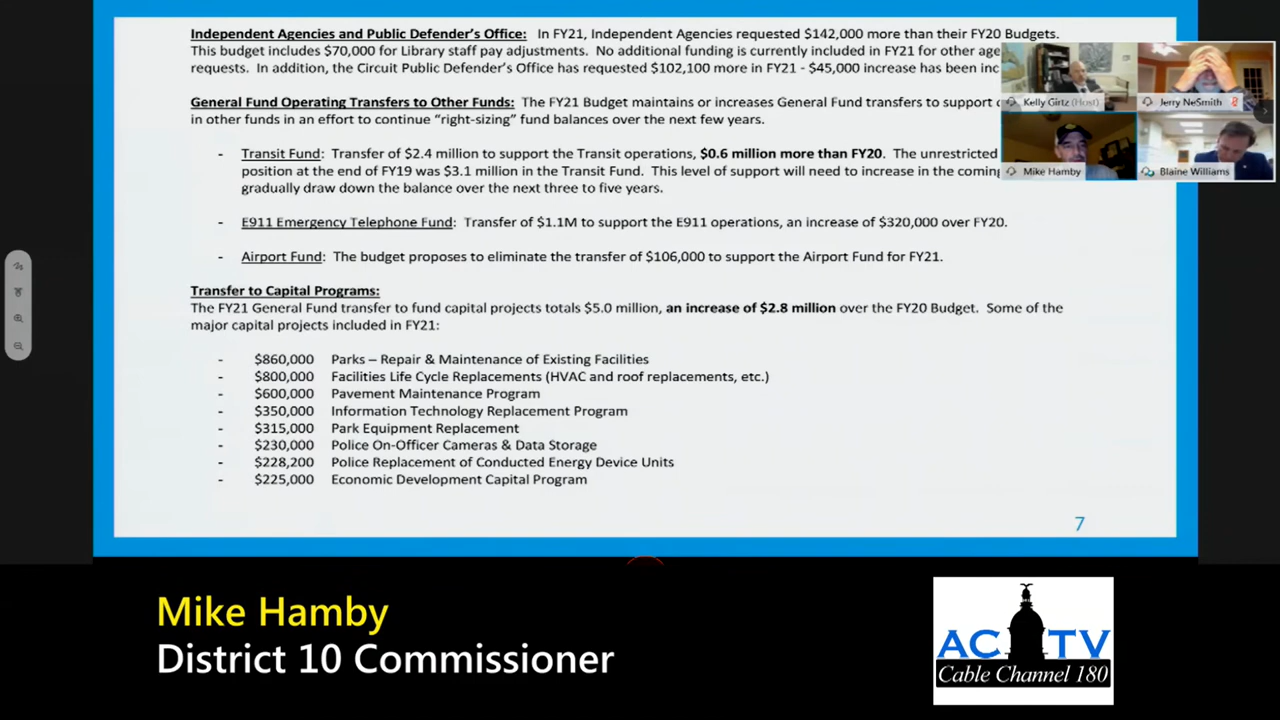 Independent Agencies and Public Defender's Office: In FY21, Independent Agencies requested $142,000 more than their FY20 Budgets.
This budget includes $70,000 for Library staff pay adjustments. No additional funding is currently included in FY21 for other age
requests. In addition, the Circuit Public Defender's Office has requested $102,100 more in FY21 - $45,000 increase has been inc
General Fund Operating Transfers to Other Funds: The FY21 Budget maintains or increases General Fund transfers to support
in other funds in an effort to continue "right-sizing" fund balances over the next few years.
- Transit Fund: Transfer of $2.4 million to support the Transit operations, $0.6 million more than FY20. The unrestricted
position at the end of FY19 was $3.1 million in the Transit Fund. This level of support will need to increase in the coming
gradually draw down the balance over the next three to five years.
- E911 Emergency Telephone Fund: Transfer of $1.1M to support the E911 operations, an increase of $320,000 over FY20.
- Airport Fund: The budget proposes to eliminate the transfer of $106,000 to support the Airport Fund for FY21.
Transfer to Capital Programs:
The FY21 General Fund transfer to fund capital projects totals $5.0 million, an increase of $2.8 million over the FY20 Budget. Some of the
major capital projects included in FY21:
- $860,000 Parks – Repair & Maintenance of Existing Facilities
- $800,000 Facilities Life Cycle Replacements (HVAC and roof replacements, etc.)
- $600,000 Pavement Maintenance Program
- $350,000 Information Technology Replacement Program
- $315,000 Park Equipment Replacement
- $230,000 Police On-Officer Cameras & Data Storage
- $228,200 Police Replacement of Conducted Energy Device Units
- $225,000 Economic Development Capital Program
7
Kelly Girtz (Host)
Jerry NeSmith
Mike Hamby
Blaine Williams
Mike Hamby
District 10 Commissioner
AC TV
Cable Channel 180